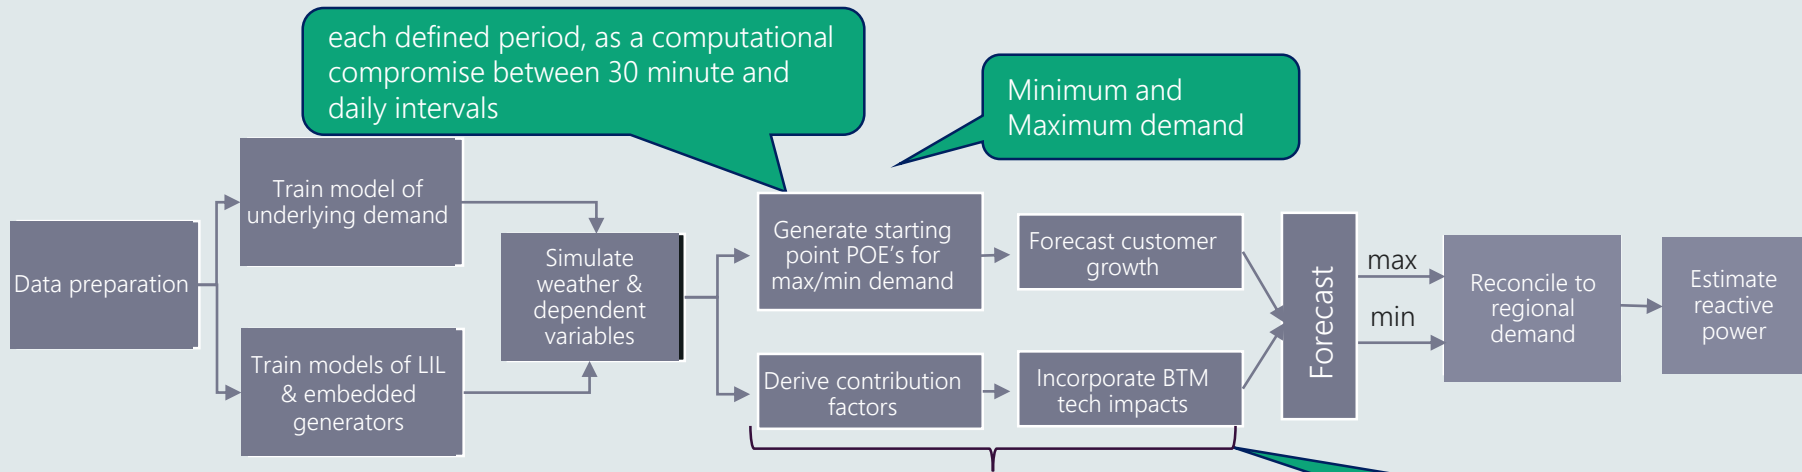 each defined period, as a computational
compromise between 30 minute and
daily intervals
Minimum and
Maximum demand
Data preparation
Train model of
underlying demand
Train models of LIL
& embedded
generators
Simulate
weather &
dependent
variables
Generate starting
point POE's for
max/min demand
Forecast customer
growth
Derive contribution
factors
Incorporate BTM
tech impacts
Forecast
max
min
Reconcile to
regional
demand
Estimate
reactive
power